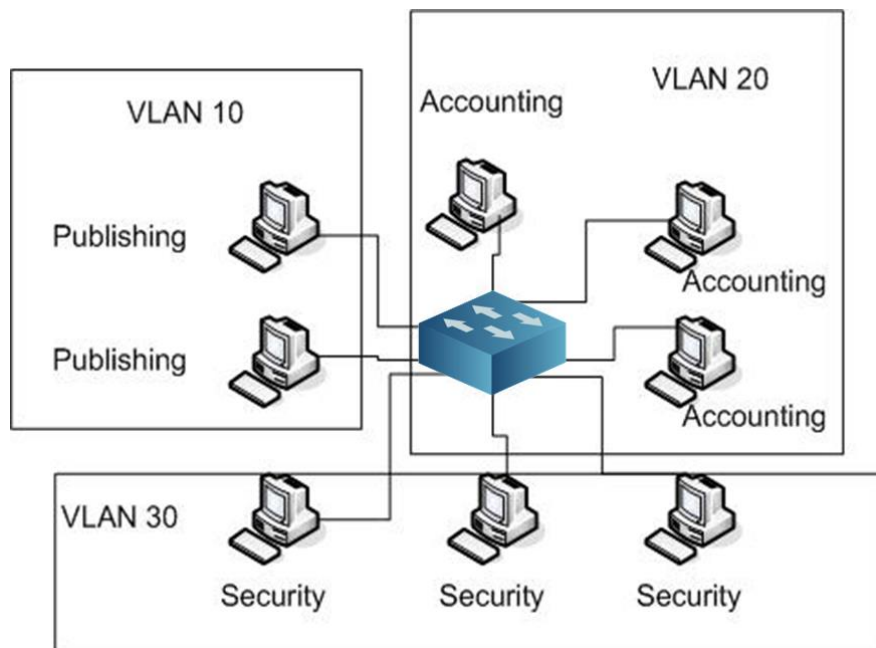 VLAN 10
Publishing
Publishing
VLAN 20
Accounting
Accounting
Accounting
VLAN 30
Security
Security
Security